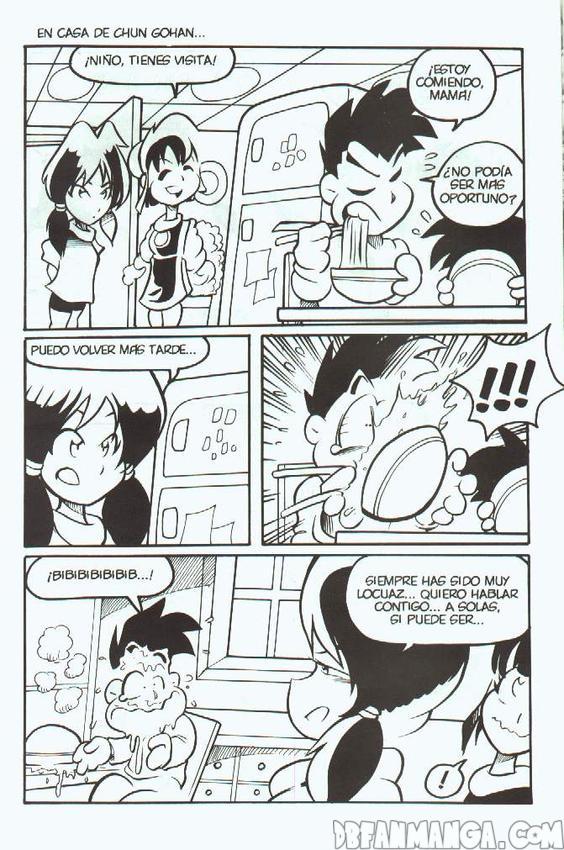 EN CASA DE CHUN GOHAN...
¡NIÑO, TIENES VISITA!
¡ESTOY
COMIENDO,
MAMÁ!
¿NO PODÍA
SER MÁS
OPORTUNO?
PUEDO VOLVER MÁS TARDE...
!!!
¡BIBIBIBIBIBIB...!
SIEMPRE HAS SIDO MUY
LOCUAZ... QUIERO HABLAR
CONTIGO... A SOLAS,
SI PUEDE SER...
!
DBFANMANGA.COM